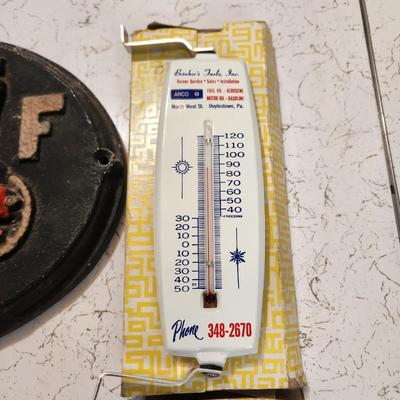 Brinker's Fuels, Inc.
Burner Service • Sales • Installation
ARCO FUEL OIL - KEROSENE
MOTOR OIL - GASOLINE
North West St. Doylestown, Pa.
F
120
110
100
90
80
70
60
50
40
FREEZING
30
20
10
0
10
20
30
40
50
Phone 348-2670